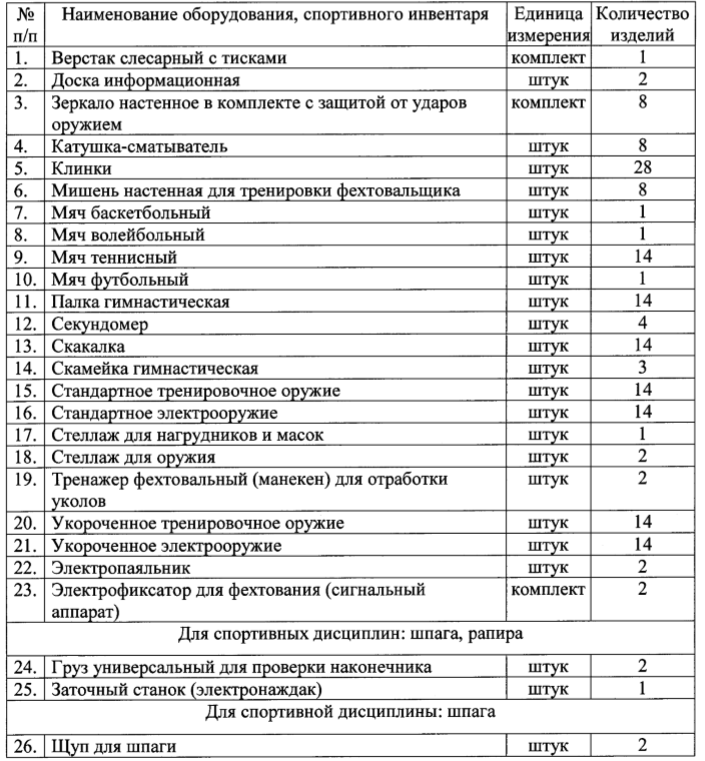 № п/п Наименование оборудования, спортивного инвентаря Единица измерения Количество изделий
1. Верстак слесарный с тисками комплект 1
2. Доска информационная штук 2
3. Зеркало настенное в комплекте с защитой от ударов комплект 8
оружием
4. Катушка-сматыватель штук 8
5. Клинки штук 28
6. Мишень настенная для тренировки фехтовальщика штук 8
7. Мяч баскетбольный штук 1
8. Мяч волейбольный штук 1
9. Мяч теннисный штук 14
10. Мяч футбольный штук 1
11. Палка гимнастическая штук 14
12. Секундомер штук 4
13. Скакалка штук 14
14. Скамейка гимнастическая штук 3
15. Стандартное тренировочное оружие штук 14
16. Стандартное электрооружие штук 14
17. Стеллаж для нагрудников и масок штук 1
18. Стеллаж для оружия штук 2
19. Тренажер фехтовальный (манекен) для отработки штук 2
уколов
20. Укороченное тренировочное оружие штук 14
21. Укороченное электрооружие штук 14
22. Электропаяльник штук 2
23. Электрофиксатор для фехтования (сигнальный комплект 2
аппарат)
Для спортивных дисциплин: шпага, рапира
24. Груз универсальный для проверки наконечника штук 2
25. Заточный станок (электронаждак) штук 1
Для спортивной дисциплины: шпага
26. Щуп для шпаги штук 2